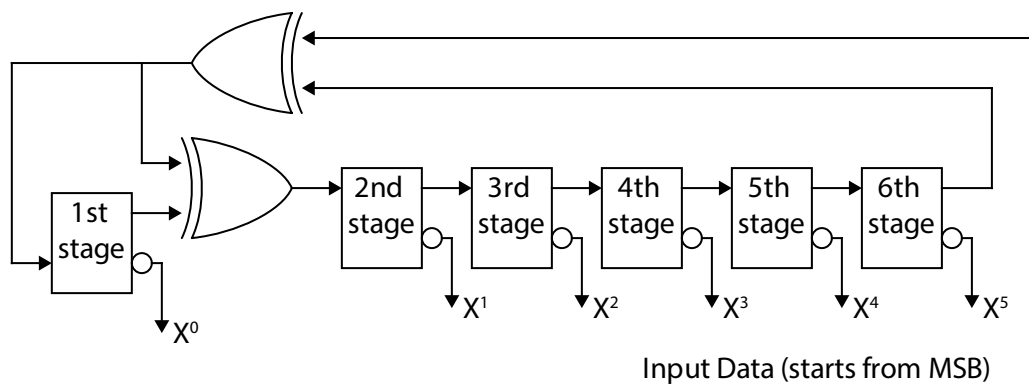 1st
stage
2nd
stage
3rd
stage
4th
stage
5th
stage
6th
stage
X⁰
X¹
X²
X³
X⁴
X⁵
Input Data (starts from MSB)